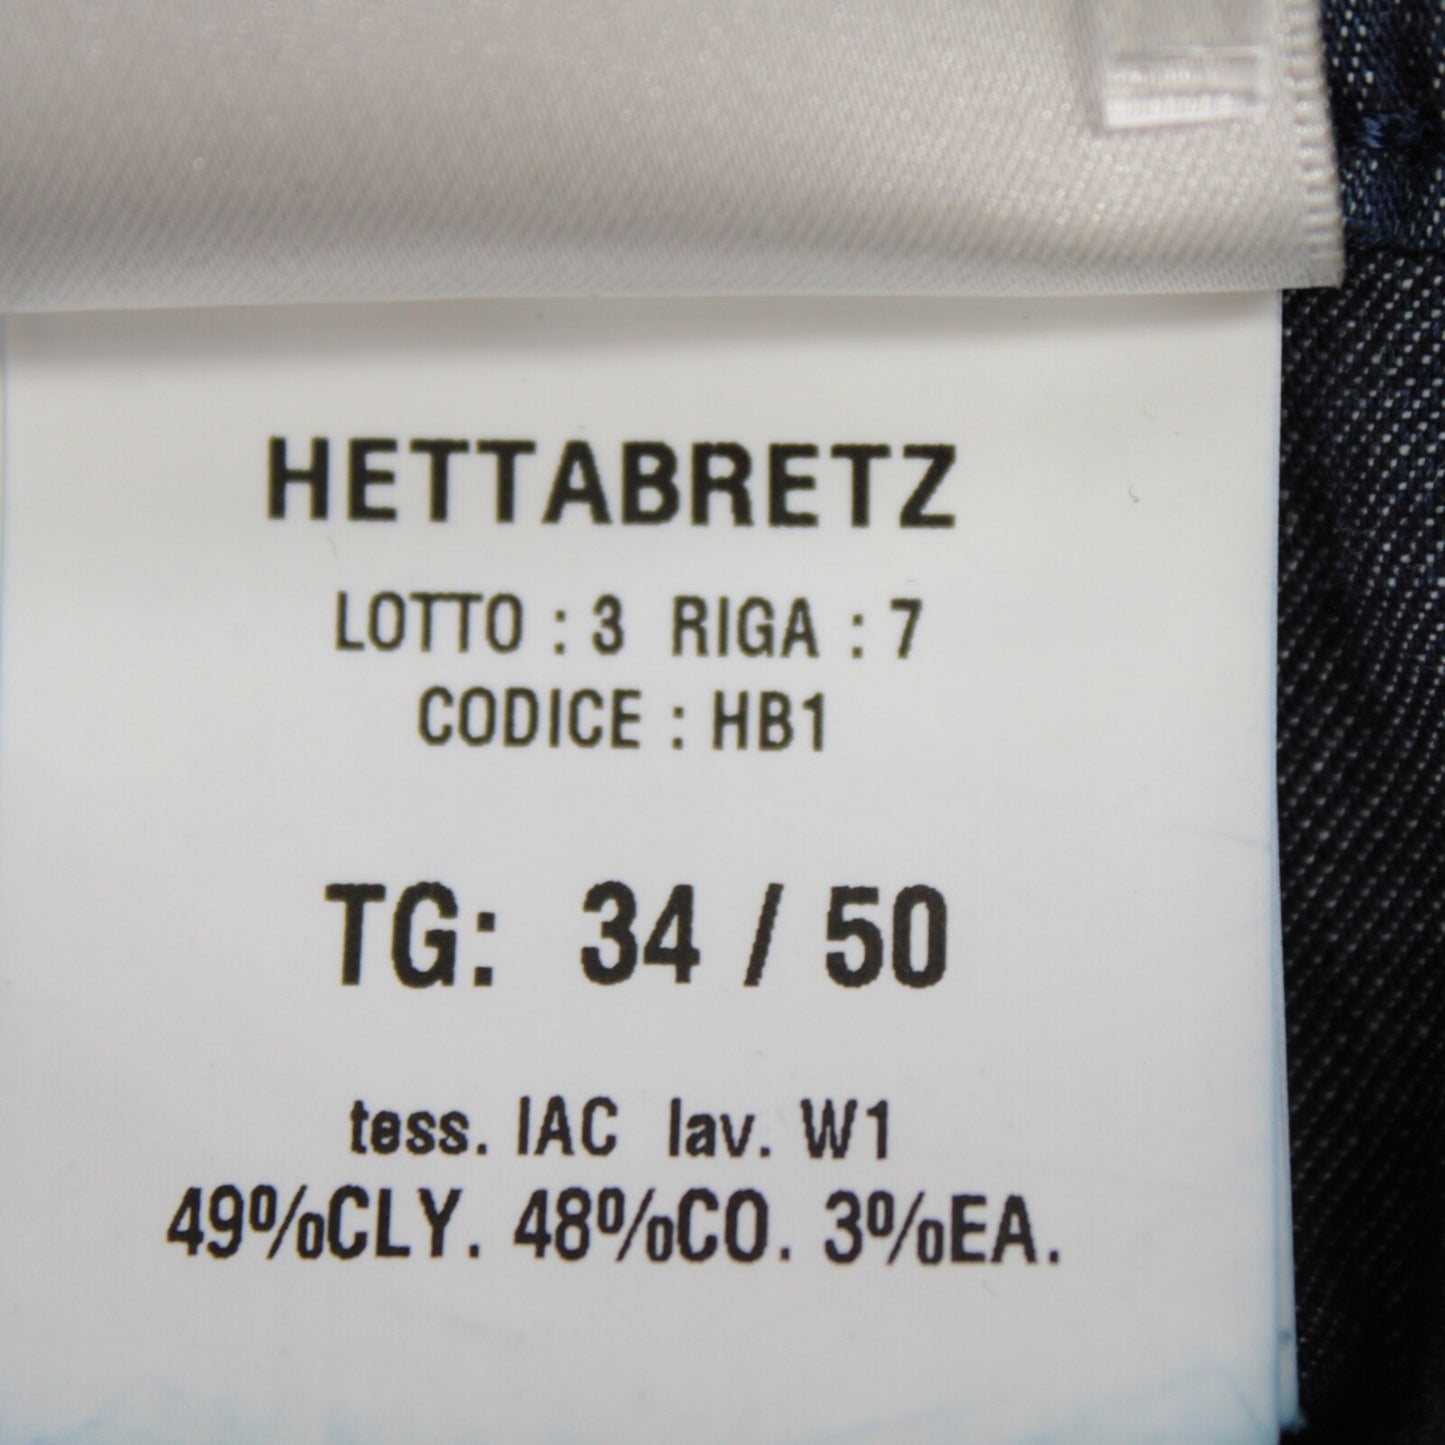 HETTABRETZ
LOTTO : 3 RIGA : 7
CODICE : HB1
TG: 34 / 50
tess. IAC lav. W1
49%CLY. 48%CO. 3%EA.